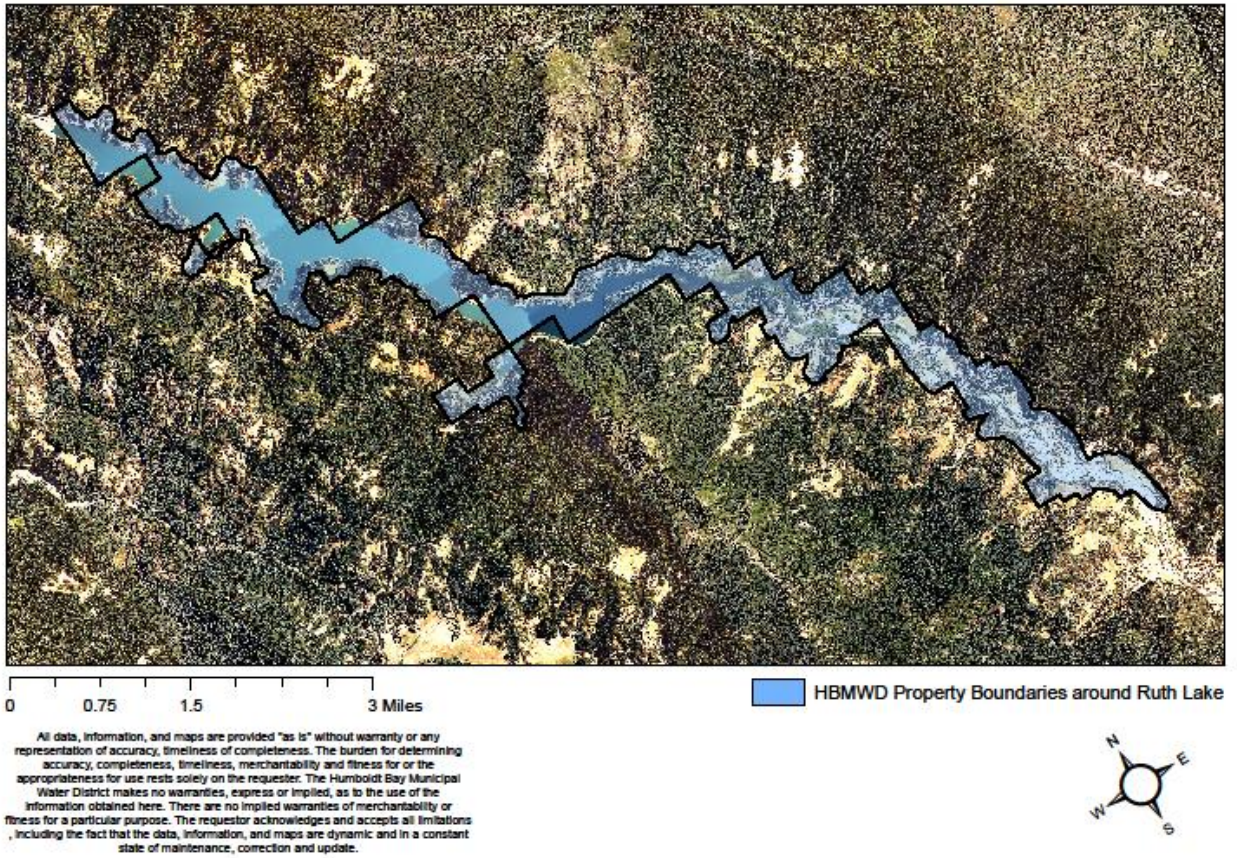 0 0.75 1.5 3 Miles
HBMWD Property Boundaries around Ruth Lake
All data, information, and maps are provided "as is" without warranty or any
representation of accuracy, timeliness of completeness. The burden for determining
accuracy, completeness, timeliness, merchantability and fitness for or the
appropriateness for use rests solely on the requester. The Humboldt Bay Municipal
Water District makes no warranties, express or implied, as to the use of the
information obtained here. There are no implied warranties of merchantability or
fitness for a particular purpose. The requestor acknowledges and accepts all limitations
, including the fact that the data, information, and maps are dynamic and in a constant
state of maintenance, correction and update.
N
E
W
S